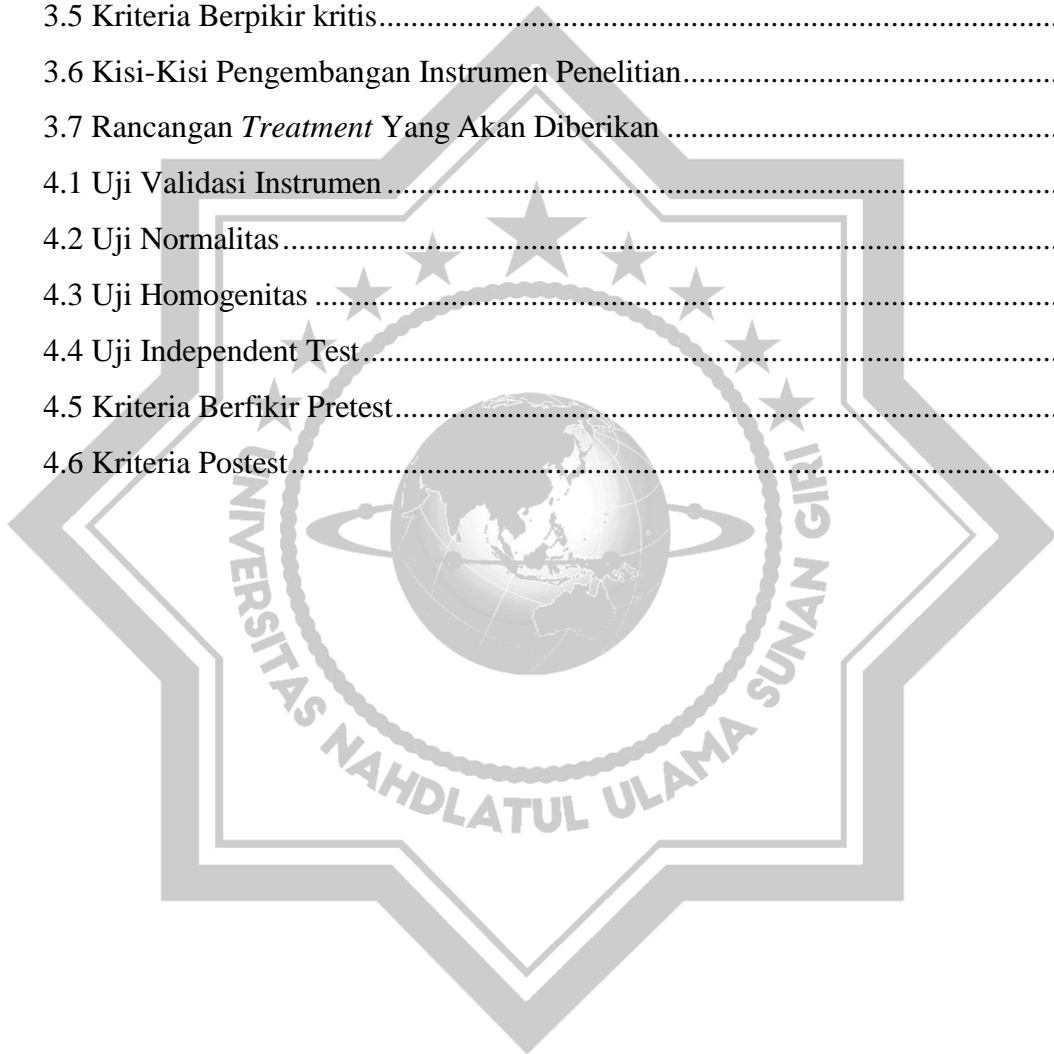 3.5 Kriteria Berpikir kritis
3.6 Kisi-Kisi Pengembangan Instrumen Penelitian
3.7 Rancangan Treatment Yang Akan Diberikan
4.1 Uji Validasi Instrumen
4.2 Uji Normalitas
4.3 Uji Homogenitas
4.4 Uji Independent Test
4.5 Kriteria Berfikir Pretest
4.6 Kriteria Postest
UNIVERSITAS NAHDLATUL ULAMA SUNAN GIRI